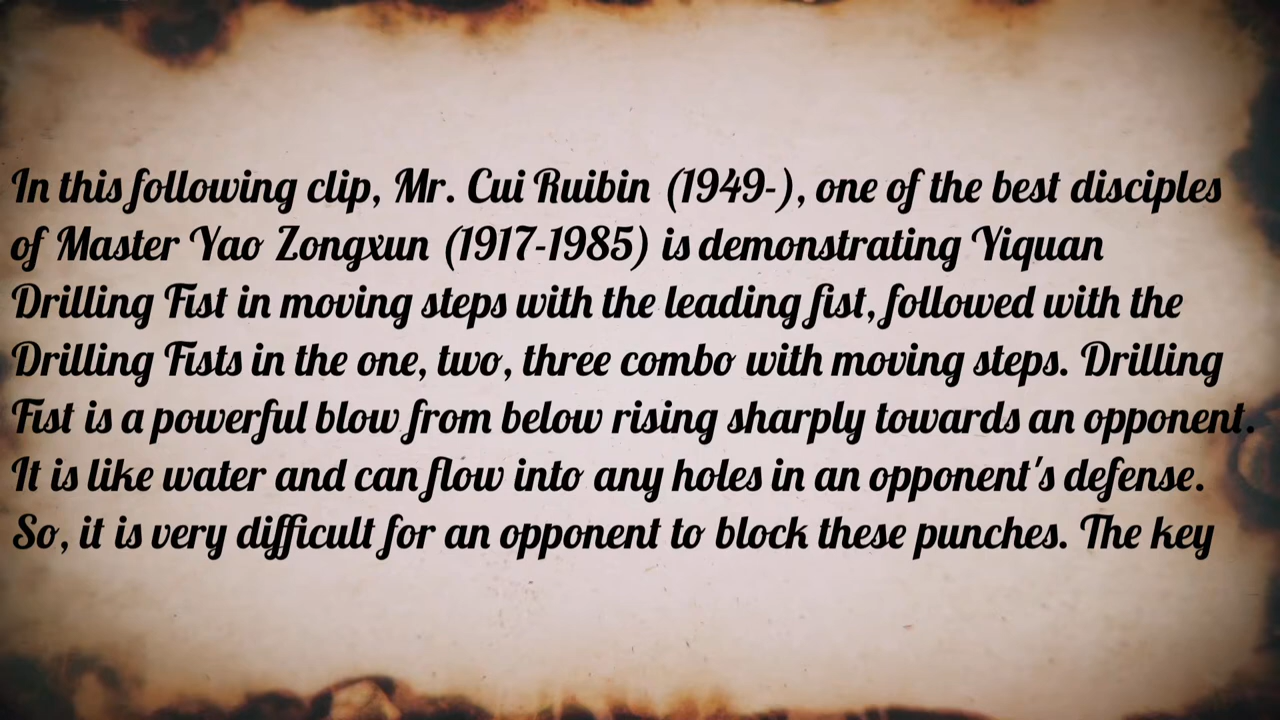 In this following clip, Mr. Cui Ruibin (1949-), one of the best disciples
of Master Yao Zongxun (1917-1985) is demonstrating Yiquan
Drilling Fist in moving steps with the leading fist, followed with the
Drilling Fists in the one, two, three combo with moving steps. Drilling
Fist is a powerful blow from below rising sharply towards an opponent.
It is like water and can flow into any holes in an opponent's defense.
So, it is very difficult for an opponent to block these punches. The key